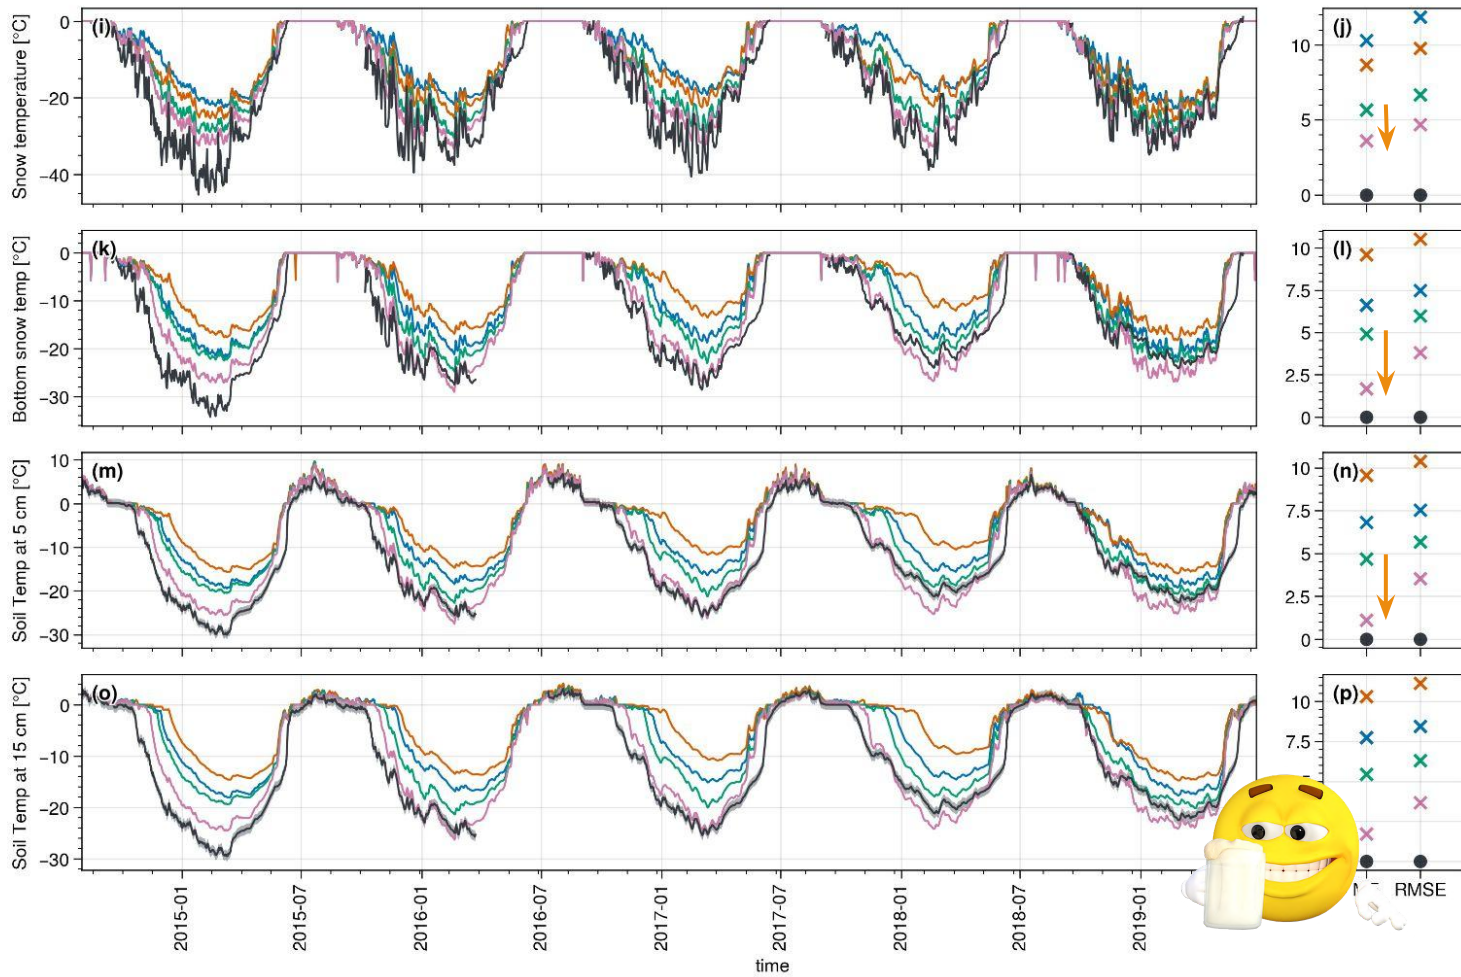 Snow temperature [°C]
0
−20
−40
(i)
(j)
10
5
0
Bottom snow temp [°C]
0
−10
−20
−30
(k)
(l)
10
7.5
5
2.5
0
Soil Temp at 5 cm [°C]
10
0
−10
−20
−30
(m)
(n)
10
7.5
5
2.5
0
Soil Temp at 15 cm [°C]
0
−10
−20
−30
(o)
(p)
10
7.5
RMSE
2015-01
2015-07
2016-01
2016-07
2017-01
2017-07
2018-01
2018-07
2019-01
time